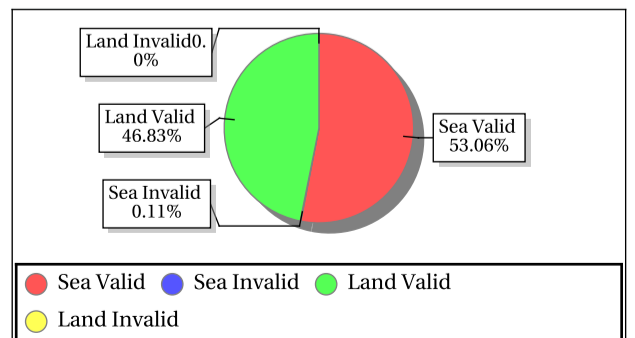 Land Invalid0.
0%
Land Valid
46.83%
Sea Valid
53.06%
Sea Invalid
0.11%
Sea Valid Sea Invalid Land Valid
Land Invalid